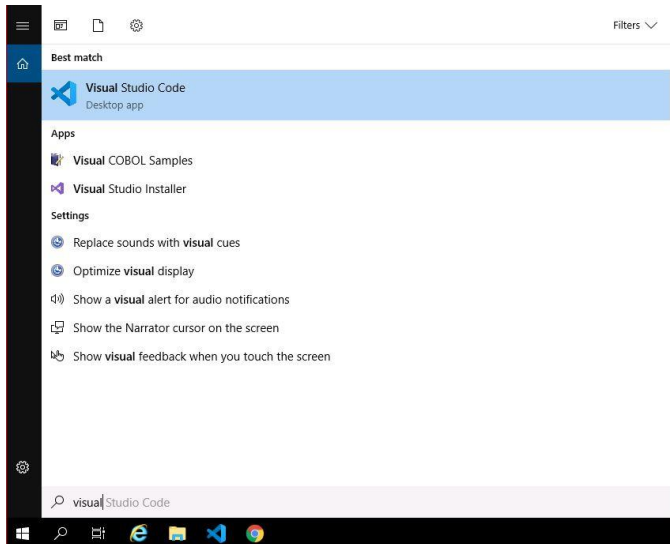 Filters
Best match
Visual Studio Code
Desktop app
Apps
Visual COBOL Samples
Visual Studio Installer
Settings
Replace sounds with visual cues
Optimize visual display
Show a visual alert for audio notifications
Show the Narrator cursor on the screen
Show visual feedback when you touch the screen
visual Studio Code